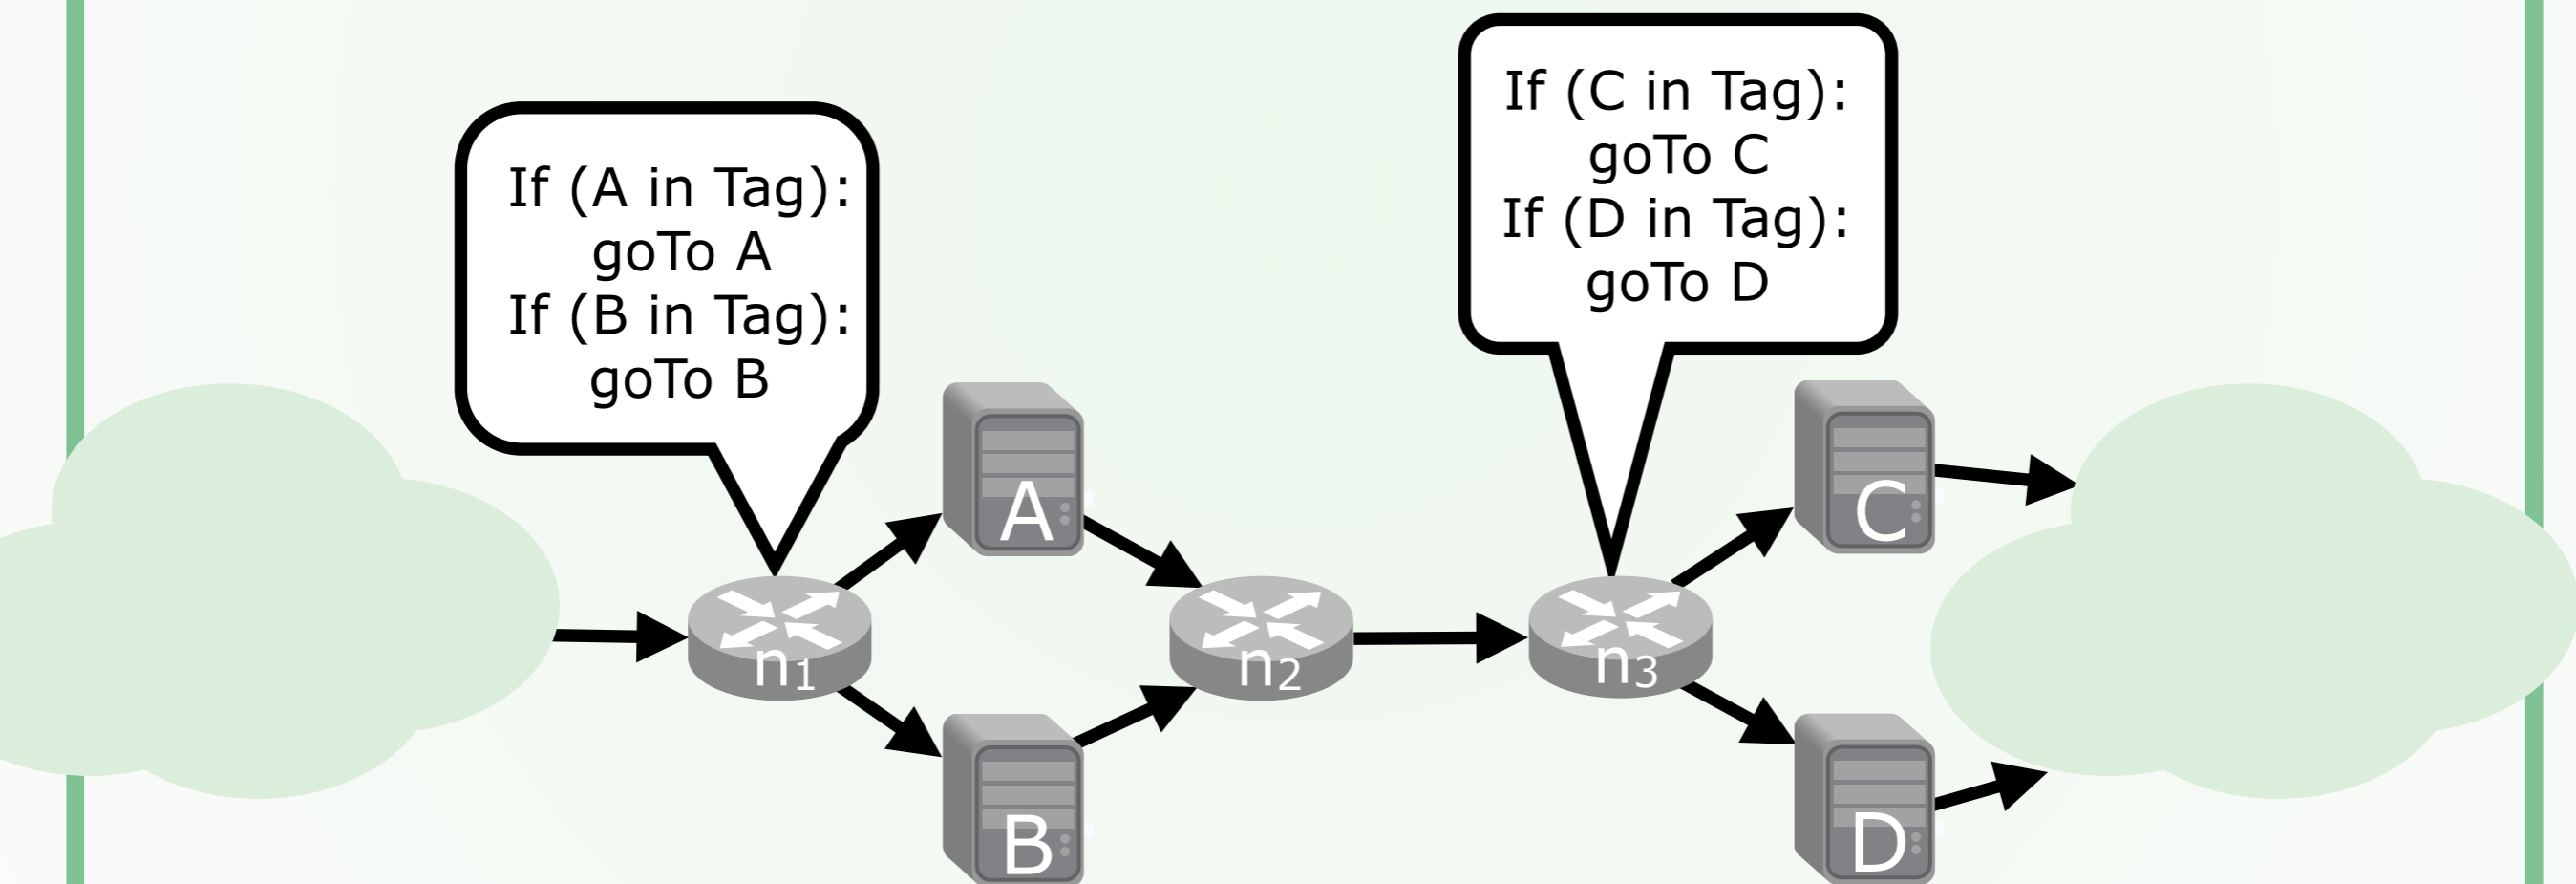 If (A in Tag):
goTo A
If (B in Tag):
goTo B
If (C in Tag):
goTo C
If (D in Tag):
goTo D
A
C
n1
n2
n3
B
D